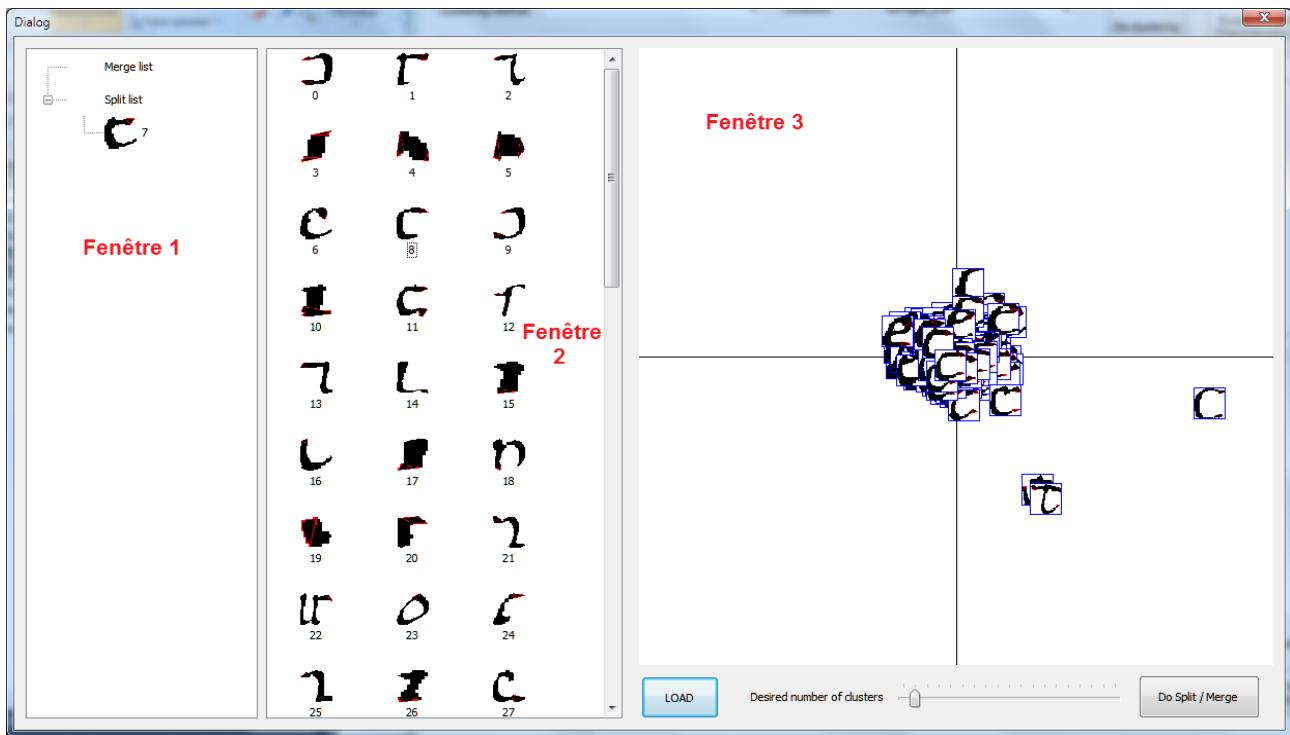 Dialog
Merge list
Split list
7
Fenêtre 1
0 1 2
3 4 5
6 8 9
10 11 12
Fenêtre
2
13 14 15
16 17 18
19 20 21
22 23 24
25 26 27
Fenêtre 3
LOAD Desired number of clusters Do Split / Merge